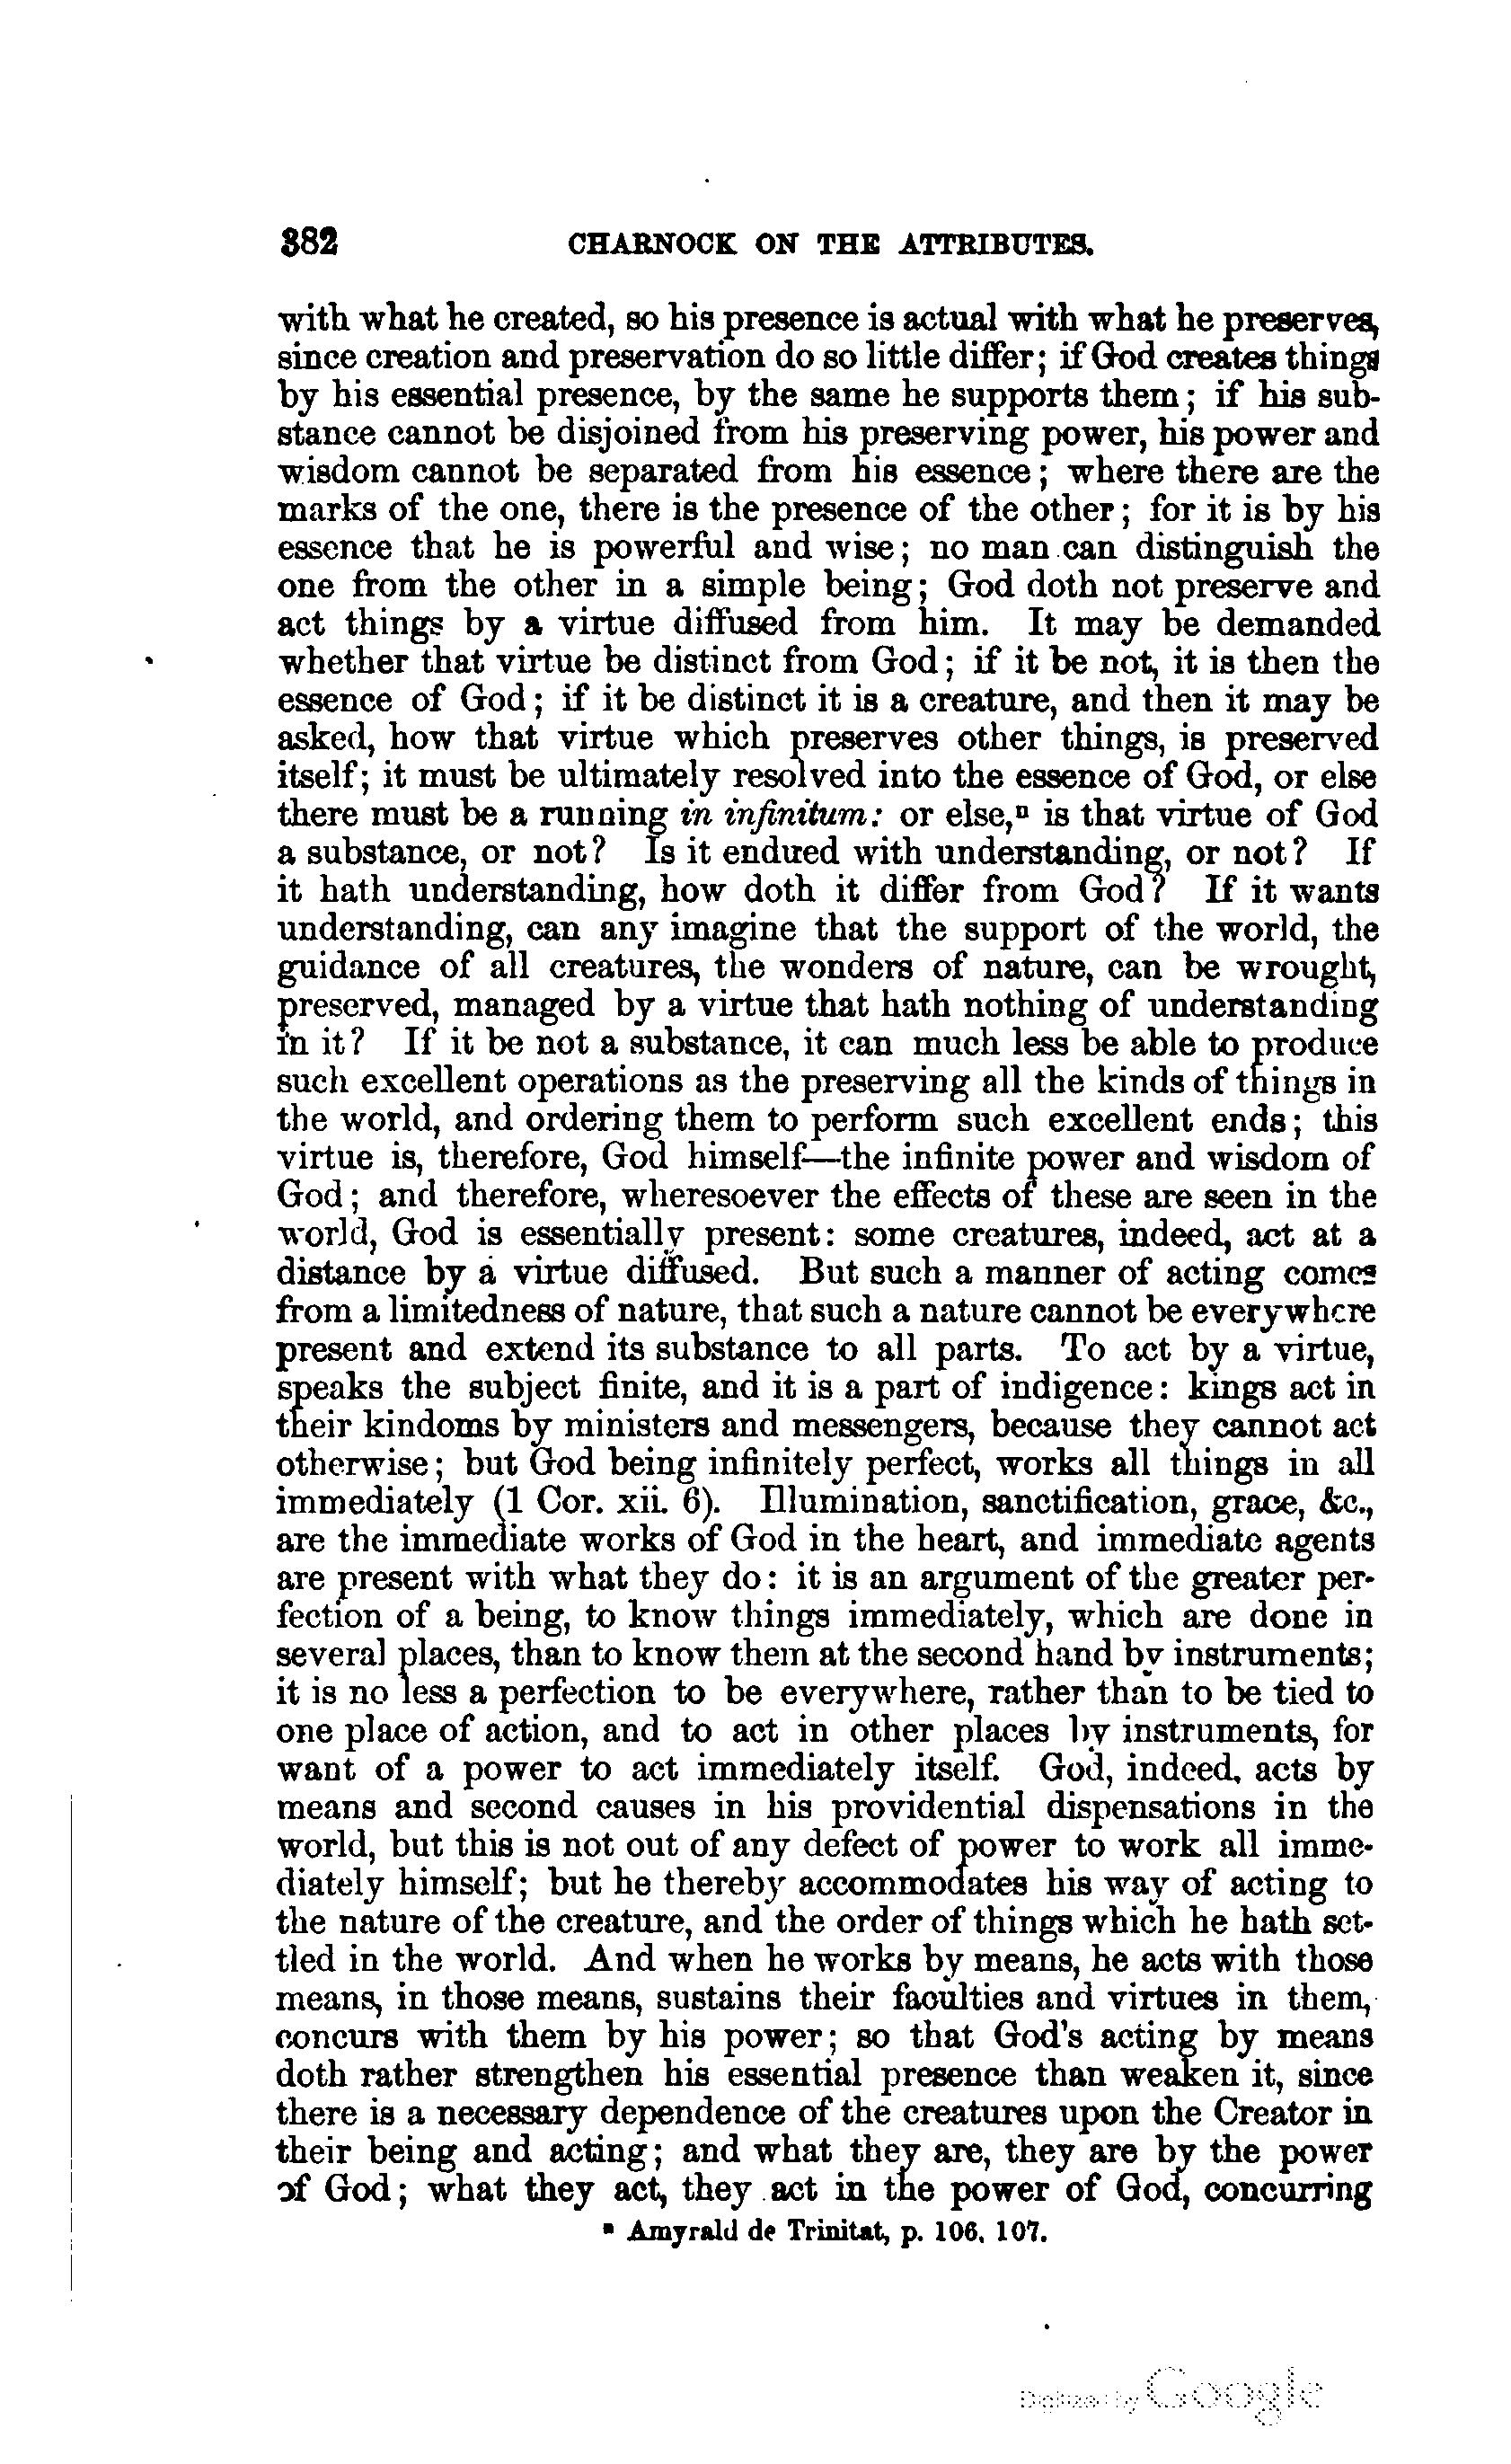 382 CHARNOCK ON THE ATTRIBUTES.
with what he created, so his presence is actual with what he preserves,
since creation and preservation do so little differ; if God creates things
by his essential presence, by the same he supports them; if his sub-
stance cannot be disjoined from his preserving power, his power and
wisdom cannot be separated from his essence; where there are the
marks of the one, there is the presence of the other; for it is by his
essence that he is powerful and wise; no man can distinguish the
one from the other in a simple being; God doth not preserve and
act things by a virtue diffused from him. It may be demanded
whether that virtue be distinct from God; if it be not, it is then the
essence of God; if it be distinct it is a creature, and then it may be
asked, how that virtue which preserves other things, is preserved
itself; it must be ultimately resolved into the essence of God, or else
there must be a running in infinitum: or else,ⁿ is that virtue of God
a substance, or not? Is it endued with understanding, or not? If
it hath understanding, how doth it differ from God? If it wants
understanding, can any imagine that the support of the world, the
guidance of all creatures, the wonders of nature, can be wrought,
preserved, managed by a virtue that hath nothing of understanding
in it? If it be not a substance, it can much less be able to produce
such excellent operations as the preserving all the kinds of things in
the world, and ordering them to perform such excellent ends; this
virtue is, therefore, God himself—the infinite power and wisdom of
God; and therefore, wheresoever the effects of these are seen in the
world, God is essentially present: some creatures, indeed, act at a
distance by a virtue diffused. But such a manner of acting comes
from a limitedness of nature, that such a nature cannot be everywhere
present and extend its substance to all parts. To act by a virtue,
speaks the subject finite, and it is a part of indigence: kings act in
their kindoms by ministers and messengers, because they cannot act
otherwise; but God being infinitely perfect, works all things in all
immediately (1 Cor. xii. 6). Illumination, sanctification, grace, &c.,
are the immediate works of God in the heart, and immediate agents
are present with what they do: it is an argument of the greater per-
fection of a being, to know things immediately, which are done in
several places, than to know them at the second hand by instruments;
it is no less a perfection to be everywhere, rather than to be tied to
one place of action, and to act in other places by instruments, for
want of a power to act immediately itself. God, indeed, acts by
means and second causes in his providential dispensations in the
world, but this is not out of any defect of power to work all imme-
diately himself; but he thereby accommodates his way of acting to
the nature of the creature, and the order of things which he hath set-
tled in the world. And when he works by means, he acts with those
means, in those means, sustains their faculties and virtues in them,
concurs with them by his power; so that God's acting by means
doth rather strengthen his essential presence than weaken it, since
there is a necessary dependence of the creatures upon the Creator in
their being and acting; and what they are, they are by the power
of God; what they act, they act in the power of God, concurring
ⁿ Amyrald de Trinitat, p. 106, 107.
Digitized by Google